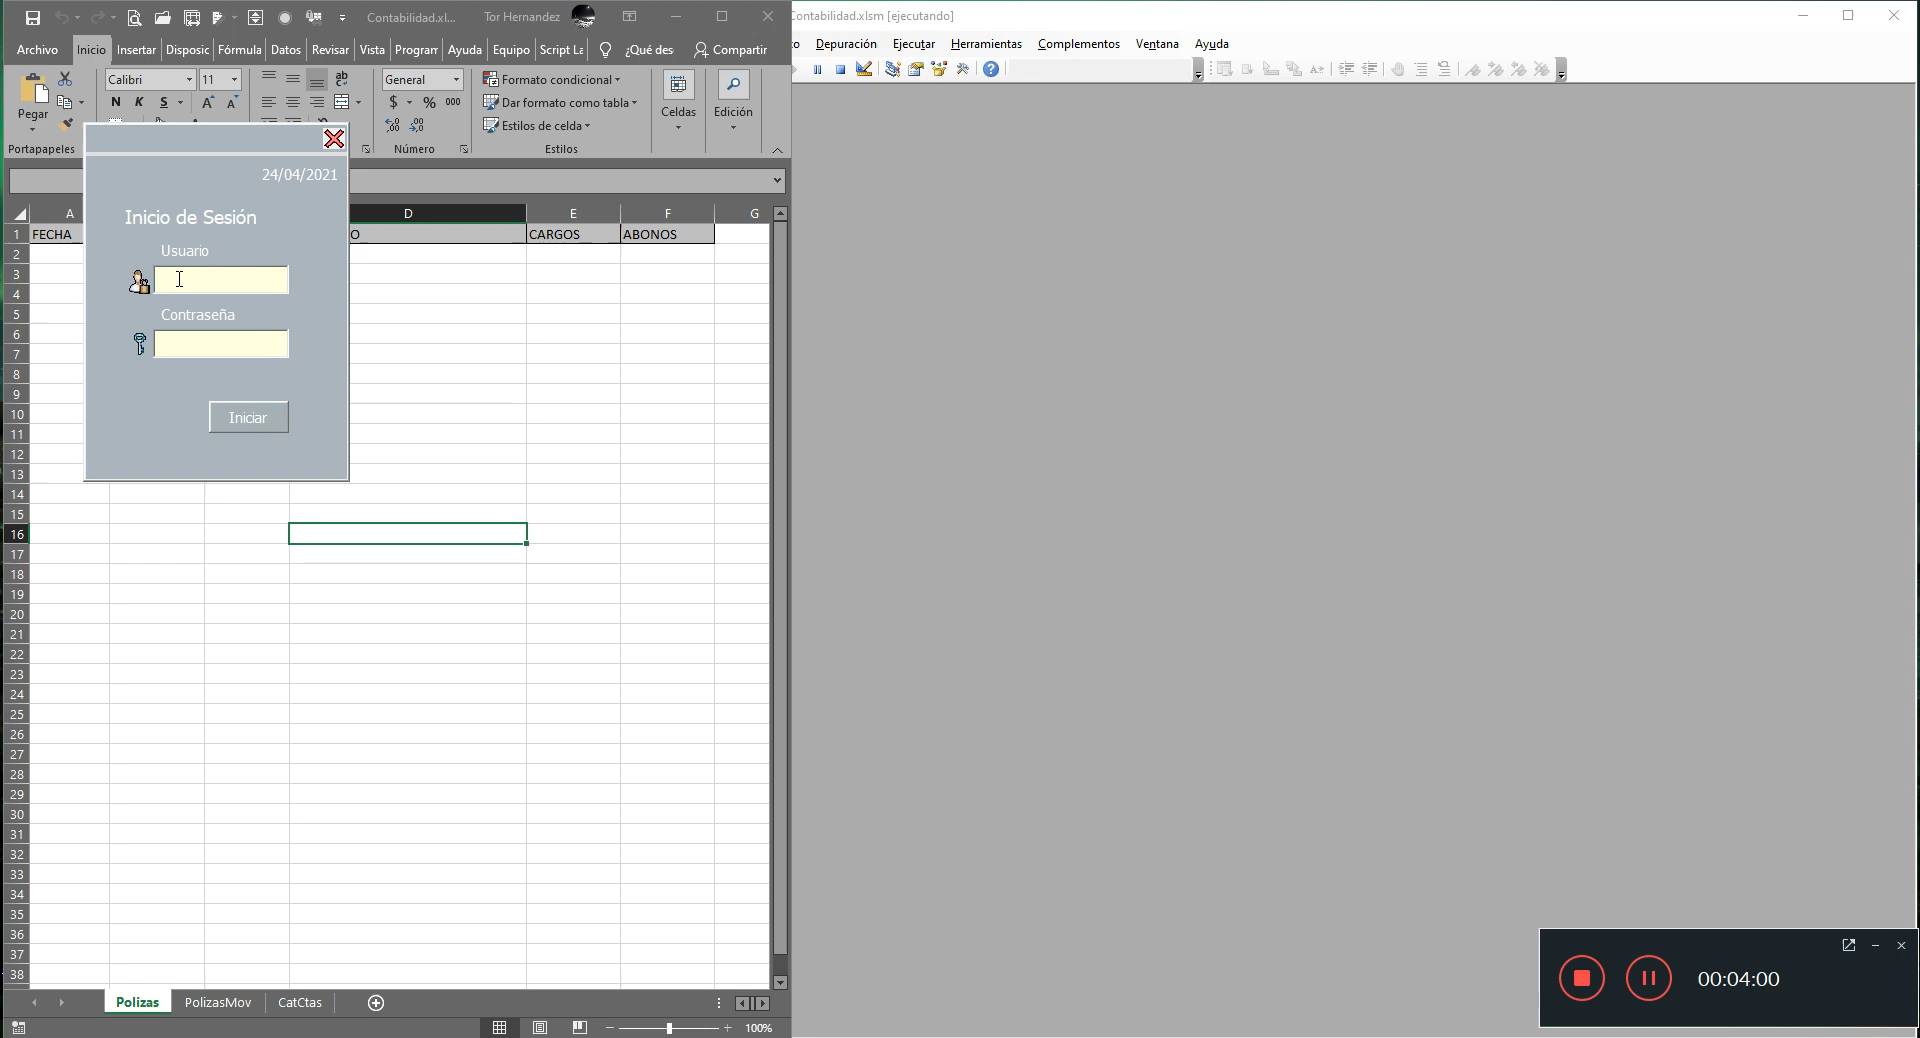 Contabilidad.xl...
Tor Hernandez
Contabilidad.xlsm [ejecutando]
Archivo
Inicio
Insertar
Disposic
Fórmula
Datos
Revisar
Vista
Program
Ayuda
Equipo
Script La
¿Qué des
Compartir
to
Depuración
Ejecutar
Herramientas
Complementos
Ventana
Ayuda
Pegar
Portapapeles
Calibri
11
N K S
ab
General
$ % 000
Número
Formato condicional
Dar formato como tabla
Estilos de celda
Estilos
Celdas
Edición
24/04/2021
Inicio de Sesión
Usuario
Contraseña
Iniciar
A D E F G
1 FECHA O CARGOS ABONOS
2
3
4
5
6
7
8
9
10
11
12
13
14
15
16
17
18
19
20
21
22
23
24
25
26
27
28
29
30
31
32
33
34
35
36
37
38
Polizas
PolizasMov
CatCtas
100%
00:04:00